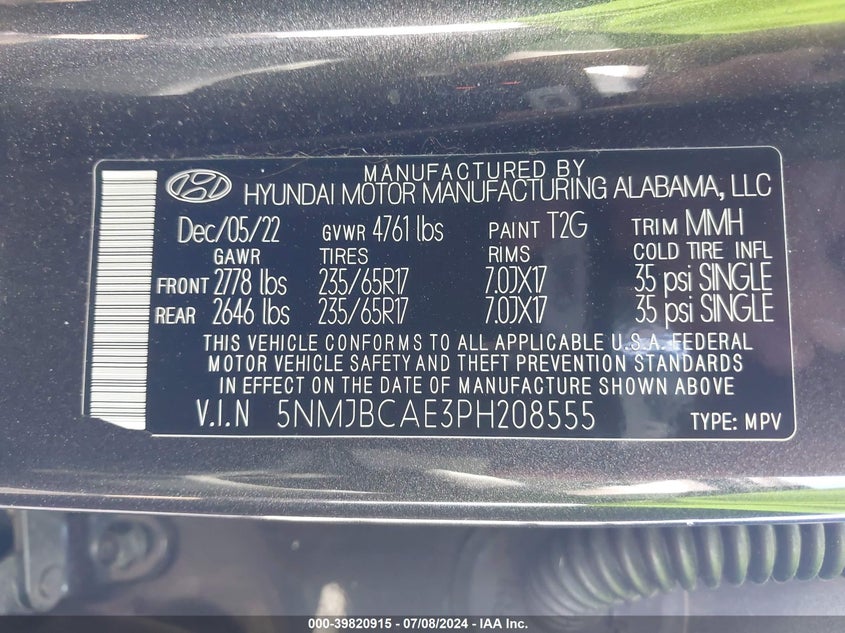 MANUFACTURED BY
HYUNDAI MOTOR MANUFACTURING ALABAMA, LLC
Dec/05/22 GVWR 4761 lbs PAINT T2G TRIM MMH
GAWR TIRES RIMS COLD TIRE INFL
FRONT 2778 lbs 235/65R17 7.0JX17 35 psi SINGLE
REAR 2646 lbs 235/65R17 7.0JX17 35 psi SINGLE
THIS VEHICLE CONFORMS TO ALL APPLICABLE U.S.A. FEDERAL
MOTOR VEHICLE SAFETY AND THEFT PREVENTION STANDARDS
IN EFFECT ON THE DATE OF MANUFACTURE SHOWN ABOVE
V.I.N 5NMJBCAE3PH208555 TYPE: MPV
000-39820915 - 07/08/2024 - IAA Inc.